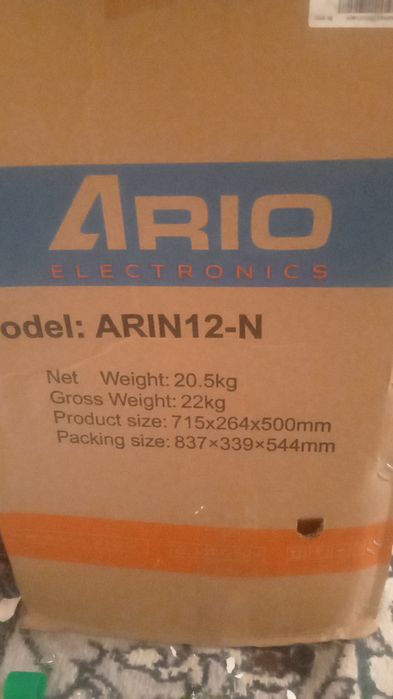 ARIO
ELECTRONICS
odel: ARIN12-N
Net Weight: 20.5kg
Gross Weight: 22kg
Product size: 715x264x500mm
Packing size: 837×339×544mm